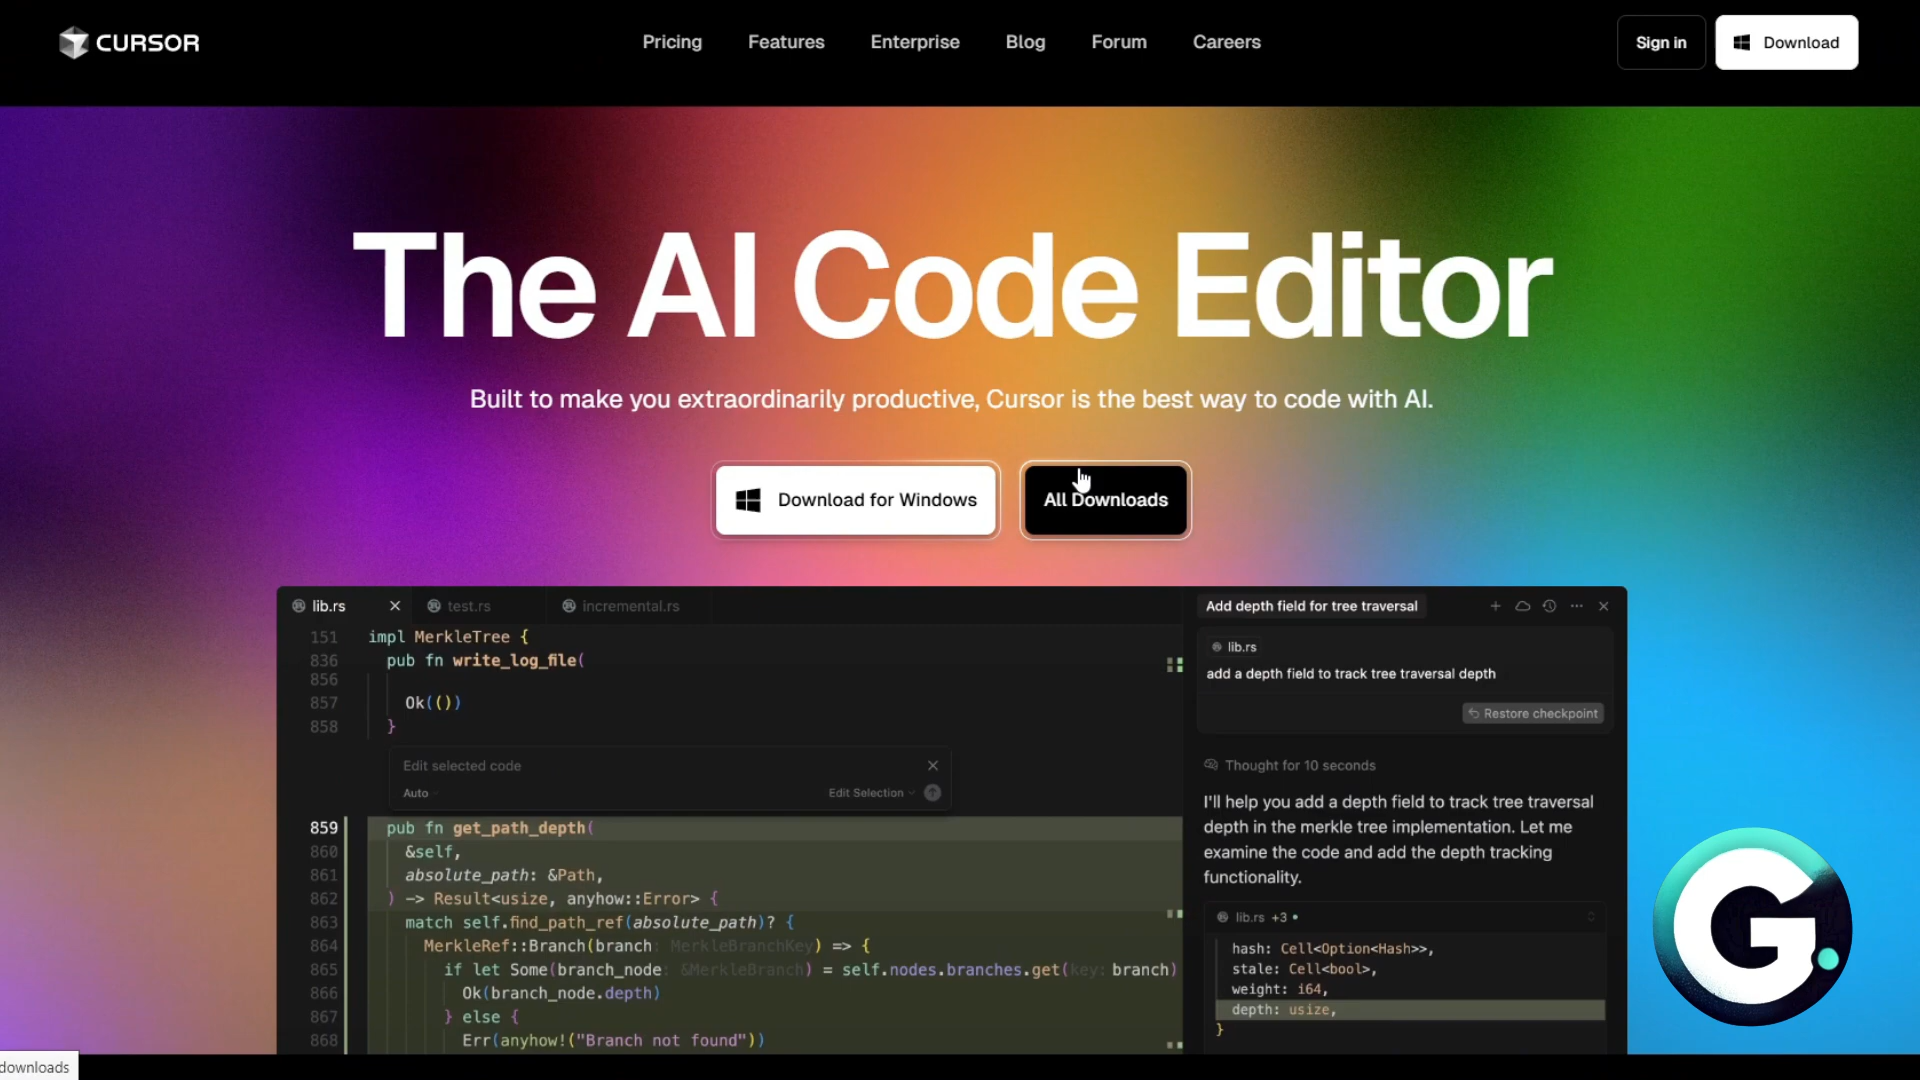 CURSOR
Pricing
Features
Enterprise
Blog
Forum
Careers
Sign in
Download
The AI Code Editor
Built to make you extraordinarily productive, Cursor is the best way to code with AI.
Download for Windows
All Downloads
lib.rs
test.rs
incremental.rs
151 impl MerkleTree {
836 pub fn write_log_file(
856
857 Ok(())
858 }
Edit selected code
Auto
Edit Selection
859 pub fn get_path_depth(
860 &self,
861 absolute_path: &Path,
862 ) -> Result<usize, anyhow::Error> {
863 match self.find_path_ref(absolute_path)? {
864 MerkleRef::Branch(branch: MerkleBranchKey) => {
865 if let Some(branch_node: &MerkleBranch) = self.nodes.branches.get(key: branch)
866 Ok(branch_node.depth)
867 } else {
868 Err(anyhow!("Branch not found"))
Add depth field for tree traversal
lib.rs
add a depth field to track tree traversal depth
Restore checkpoint
Thought for 10 seconds
I'll help you add a depth field to track tree traversal
depth in the merkle tree implementation. Let me
examine the code and add the depth tracking
functionality.
lib.rs +3
hash: Cell<Option<Hash>>,
stale: Cell<bool>,
weight: i64,
depth: usize,
}
G
downloads